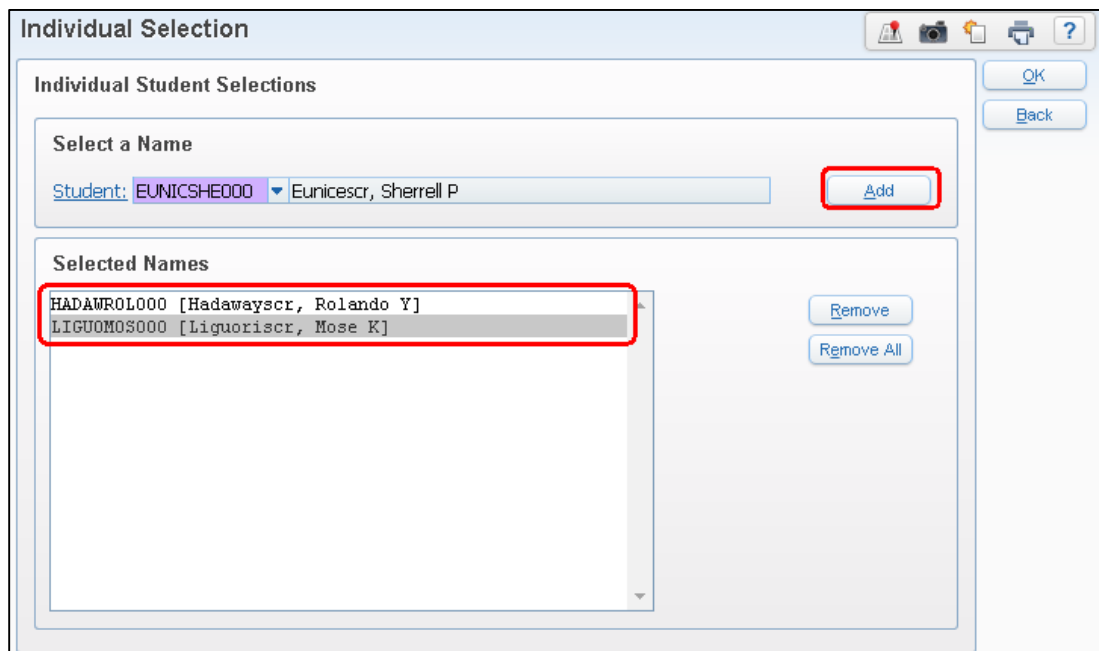 Individual Selection
?
OK
Back
Individual Student Selections
Select a Name
Student: EUNICSHE000 Eunicescr, Sherrell P
Add
Selected Names
HADAWROL000 [Hadawayscr, Rolando Y]
LIGUOMOS000 [Liguoriscr, Mose K]
Remove
Remove All